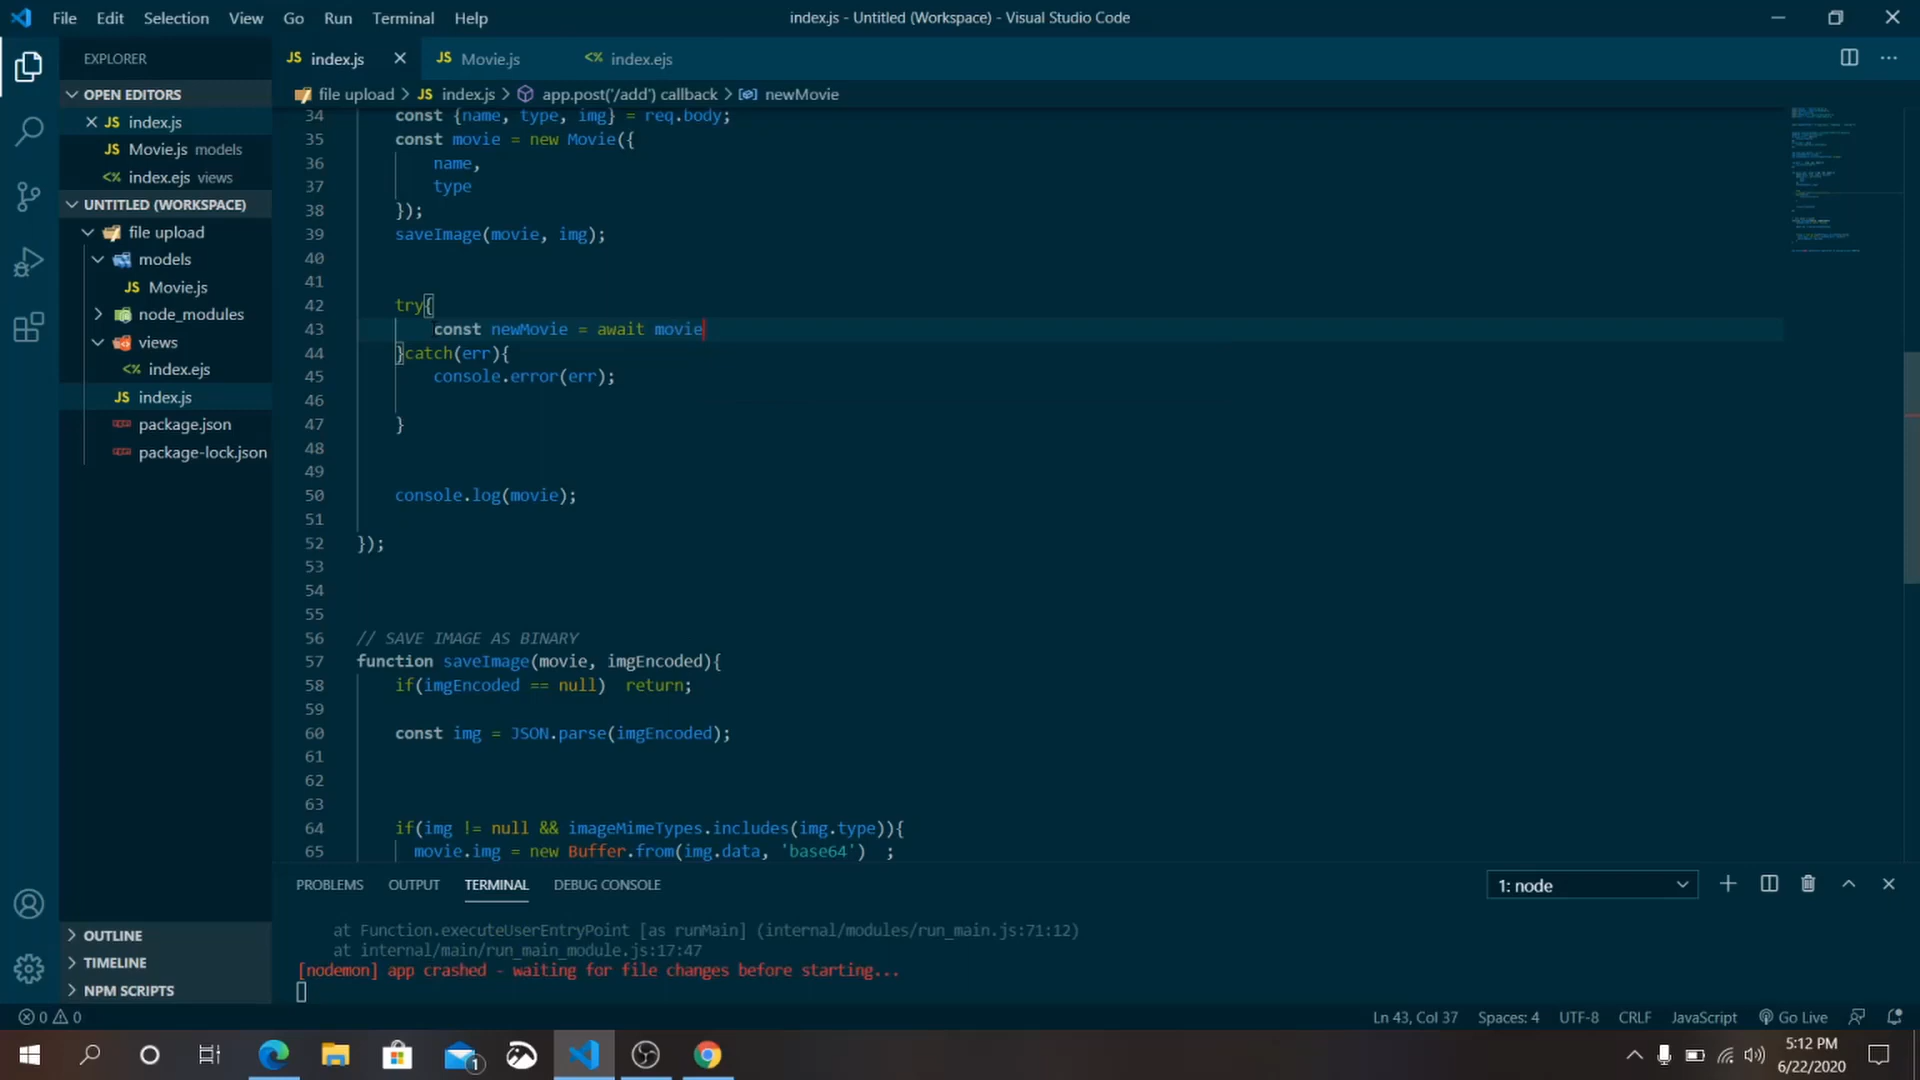 File Edit Selection View Go Run Terminal Help
index.js - Untitled (Workspace) - Visual Studio Code
EXPLORER
JS index.js
JS Movie.js
<% index.ejs
OPEN EDITORS
file upload > JS index.js > app.post('/add') callback > newMovie
JS index.js
JS Movie.js models
<% index.ejs views
UNTITLED (WORKSPACE)
file upload
models
JS Movie.js
node_modules
views
<% index.ejs
JS index.js
package.json
package-lock.json
OUTLINE
TIMELINE
NPM SCRIPTS
34 const {name, type, img} = req.body;
35 const movie = new Movie({
36 name,
37 type
38 });
39 saveImage(movie, img);
40
41
42 try{
43 const newMovie = await movie
44 }catch(err){
45 console.error(err);
46
47 }
48
49
50 console.log(movie);
51
52 });
53
54
55
56 // SAVE IMAGE AS BINARY
57 function saveImage(movie, imgEncoded){
58 if(imgEncoded == null) return;
59
60 const img = JSON.parse(imgEncoded);
61
62
63
64 if(img != null && imageMimeTypes.includes(img.type)){
65 movie.img = new Buffer.from(img.data, 'base64') ;
PROBLEMS OUTPUT TERMINAL DEBUG CONSOLE
1: node
at Function.executeUserEntryPoint [as runMain] (internal/modules/run_main.js:71:12)
at internal/main/run_main_module.js:17:47
[nodemon] app crashed - waiting for file changes before starting...
0 0
Ln 43, Col 37 Spaces: 4 UTF-8 CRLF JavaScript Go Live
1
5:12 PM
6/22/2020